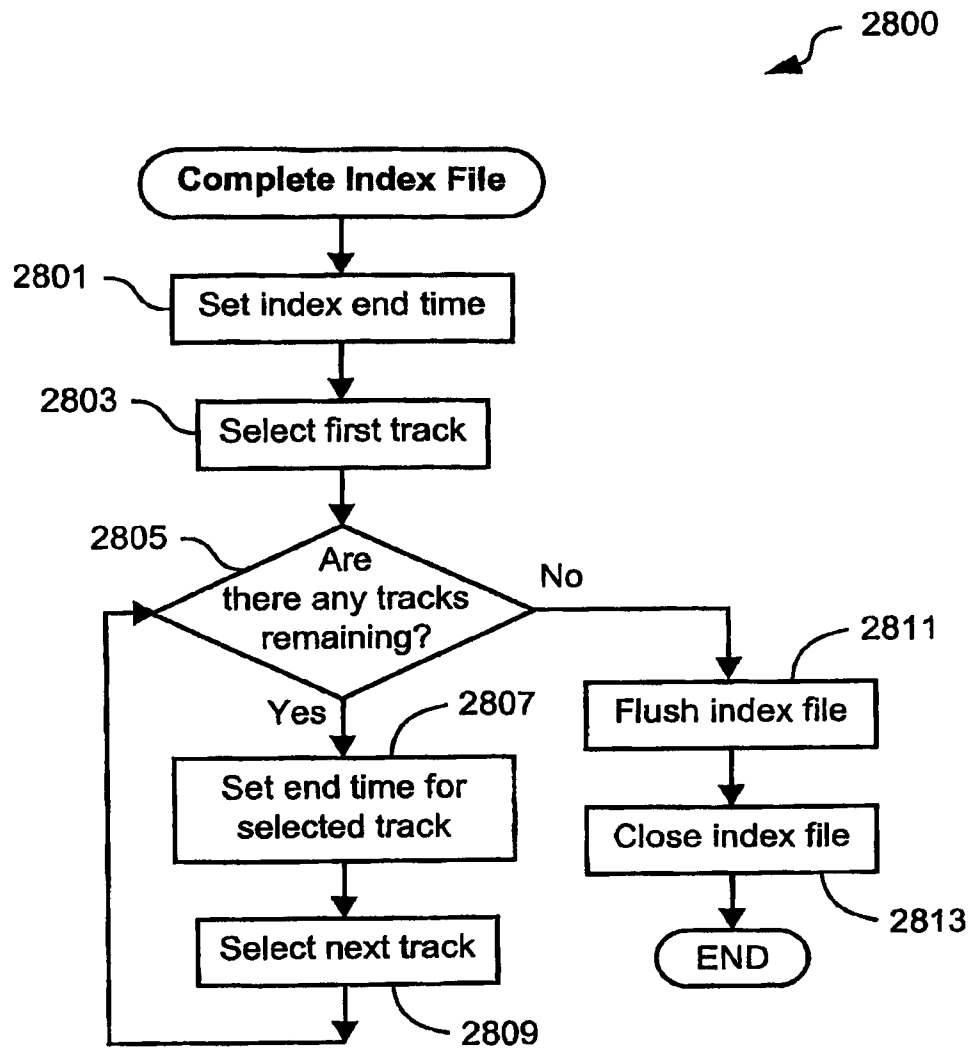 2800
Complete Index File
2801
Set index end time
2803
Select first track
2805
Are
there any tracks
remaining?
No
Yes
2807
Set end time for
selected track
Select next track
2809
2811
Flush index file
Close index file
2813
END